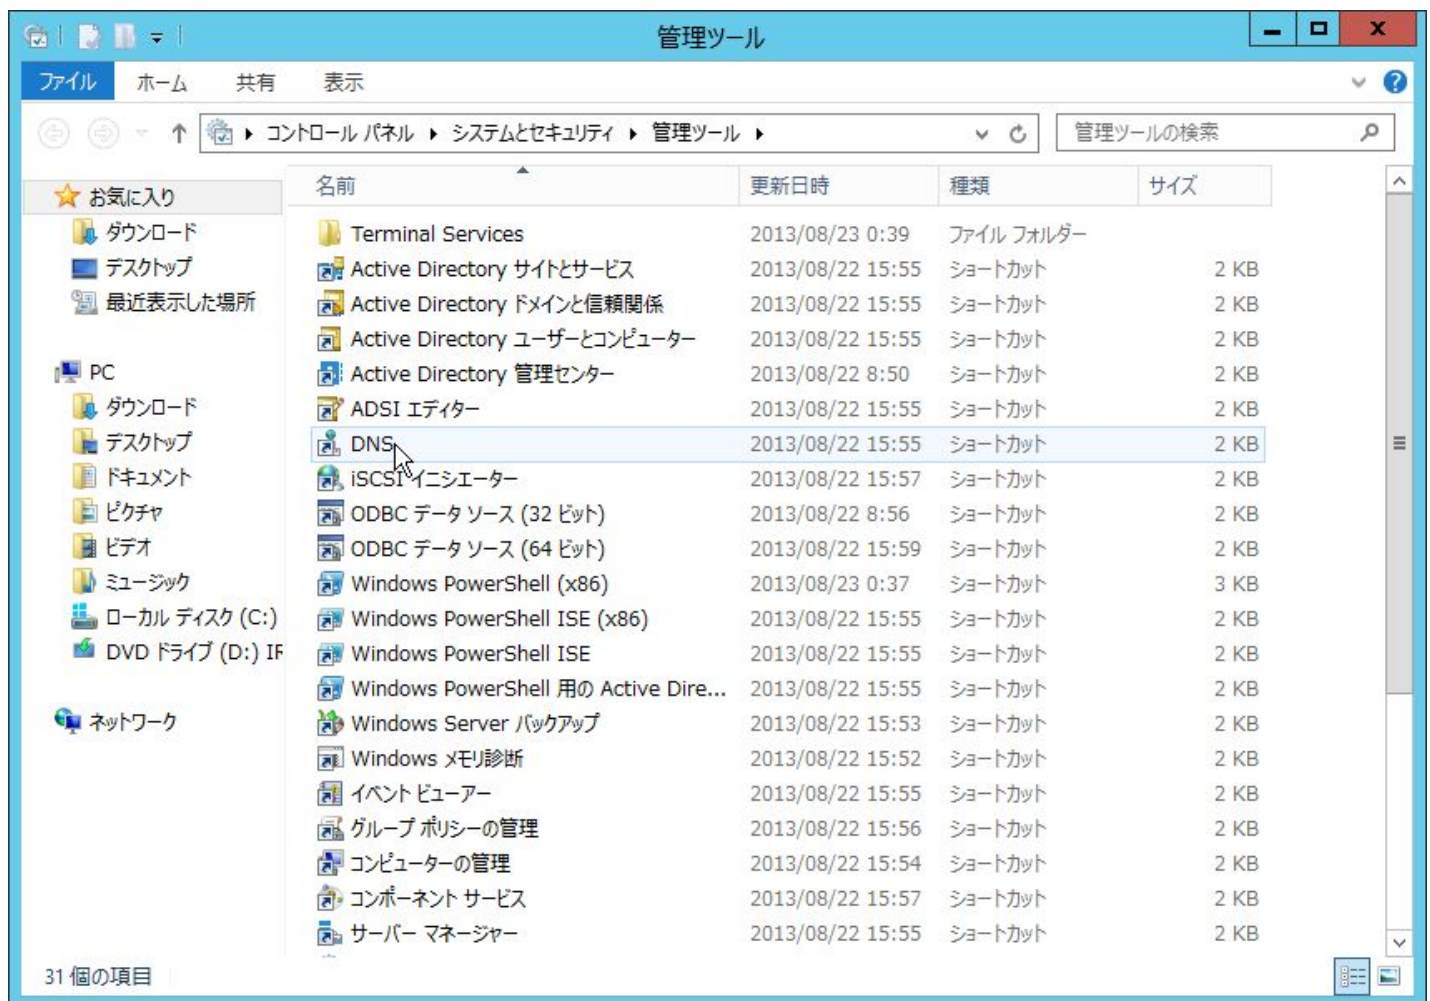 管理ツール
ファイル ホーム 共有 表示
コントロール パネル システムとセキュリティ 管理ツール 管理ツールの検索
名前 更新日時 種類 サイズ
お気に入り
ダウンロード
デスクトップ
最近表示した場所
PC
ダウンロード
デスクトップ
ドキュメント
ピクチャ
ビデオ
ミュージック
ローカル ディスク (C:)
DVD ドライブ (D:) IR
ネットワーク
Terminal Services 2013/08/23 0:39 ファイル フォルダー
Active Directory サイトとサービス 2013/08/22 15:55 ショートカット 2 KB
Active Directory ドメインと信頼関係 2013/08/22 15:55 ショートカット 2 KB
Active Directory ユーザーとコンピューター 2013/08/22 15:55 ショートカット 2 KB
Active Directory 管理センター 2013/08/22 8:50 ショートカット 2 KB
ADSI エディター 2013/08/22 15:55 ショートカット 2 KB
DNS 2013/08/22 15:55 ショートカット 2 KB
iSCSI イニシエーター 2013/08/22 15:57 ショートカット 2 KB
ODBC データ ソース (32 ビット) 2013/08/22 8:56 ショートカット 2 KB
ODBC データ ソース (64 ビット) 2013/08/22 15:59 ショートカット 2 KB
Windows PowerShell (x86) 2013/08/23 0:37 ショートカット 3 KB
Windows PowerShell ISE (x86) 2013/08/22 15:55 ショートカット 2 KB
Windows PowerShell ISE 2013/08/22 15:55 ショートカット 2 KB
Windows PowerShell 用の Active Dire... 2013/08/22 15:55 ショートカット 2 KB
Windows Server バックアップ 2013/08/22 15:53 ショートカット 2 KB
Windows メモリ診断 2013/08/22 15:52 ショートカット 2 KB
イベント ビューアー 2013/08/22 15:55 ショートカット 2 KB
グループ ポリシーの管理 2013/08/22 15:56 ショートカット 2 KB
コンピューターの管理 2013/08/22 15:54 ショートカット 2 KB
コンポーネント サービス 2013/08/22 15:57 ショートカット 2 KB
サーバー マネージャー 2013/08/22 15:55 ショートカット 2 KB
31 個の項目